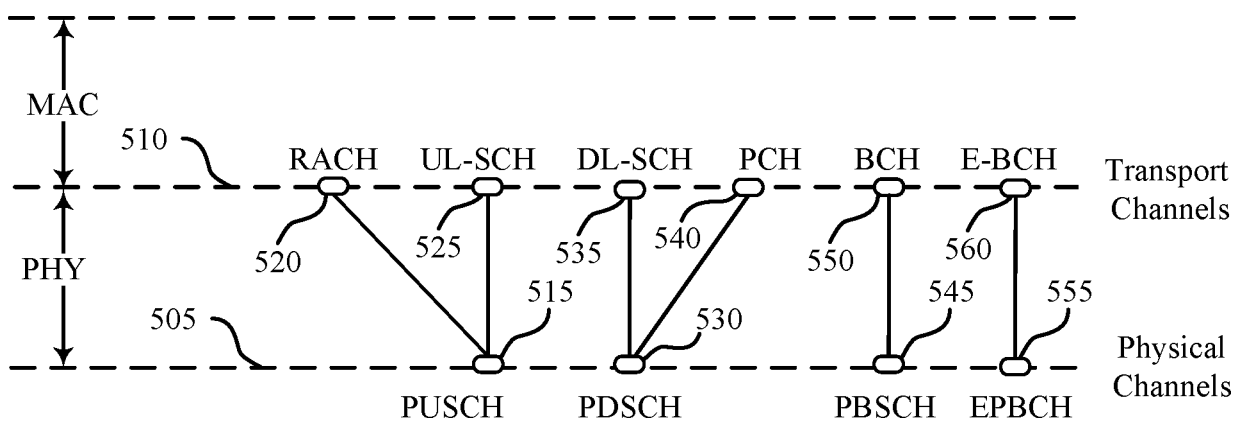 MAC
510
RACH UL-SCH DL-SCH PCH BCH E-BCH
Transport
Channels
520 525 535 540 550 560
PHY
515 530 545 555
505
Physical
Channels
PUSCH PDSCH PBSCH EPBCH